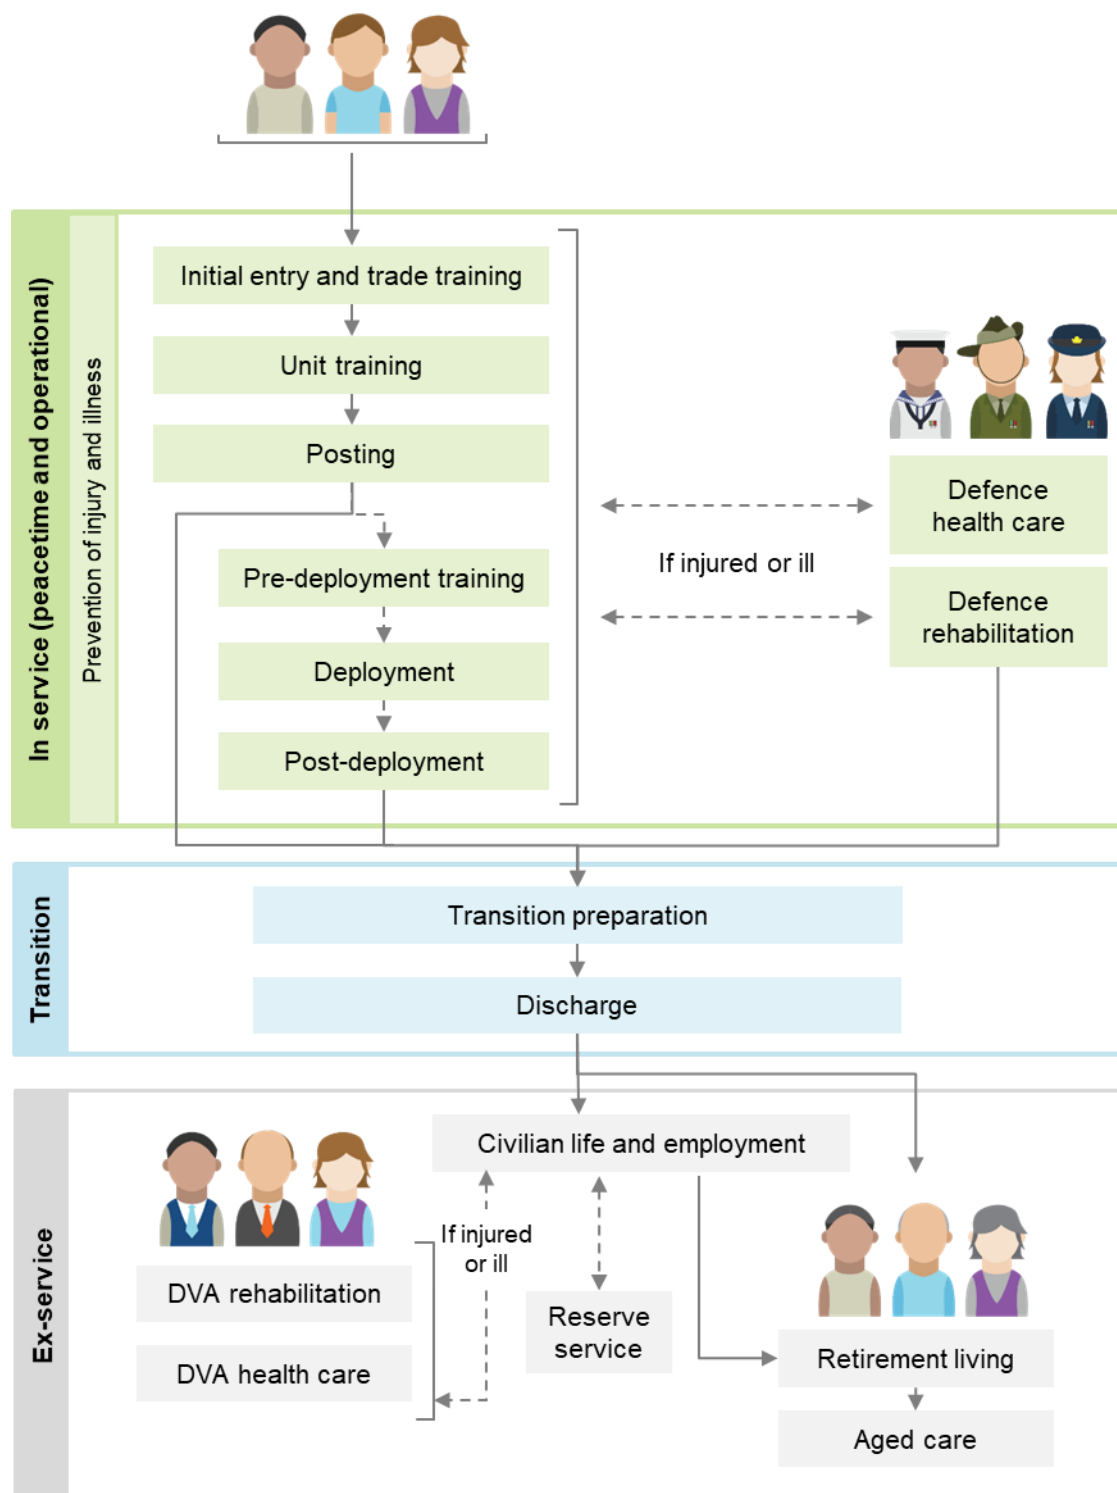 In service (peacetime and operational)
Prevention of injury and illness
Initial entry and trade training
Unit training
Posting
Pre-deployment training
Deployment
Post-deployment
If injured or ill
Defence
health care
Defence
rehabilitation
Transition
Transition preparation
Discharge
Ex-service
Civilian life and employment
If injured
or ill
DVA rehabilitation
DVA health care
Reserve
service
Retirement living
Aged care